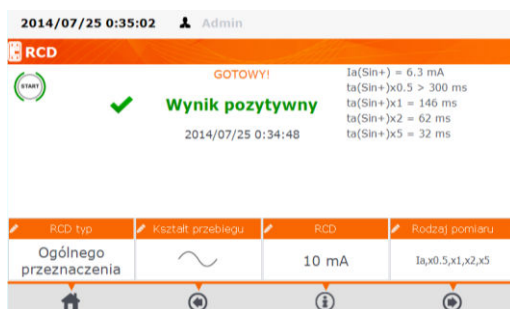 2014/07/25 0:35:02 Admin
RCD
START
GOTOWY!
Wynik pozytywny
2014/07/25 0:34:48
Ia(Sin+) = 6.3 mA
ta(Sin+)x0.5 > 300 ms
ta(Sin+)x1 = 146 ms
ta(Sin+)x2 = 62 ms
ta(Sin+)x5 = 32 ms
RCD typ
Ogólnego
przeznaczenia
Kształt przebiegu
RCD
10 mA
Rodzaj pomiaru
Ia,x0.5,x1,x2,x5